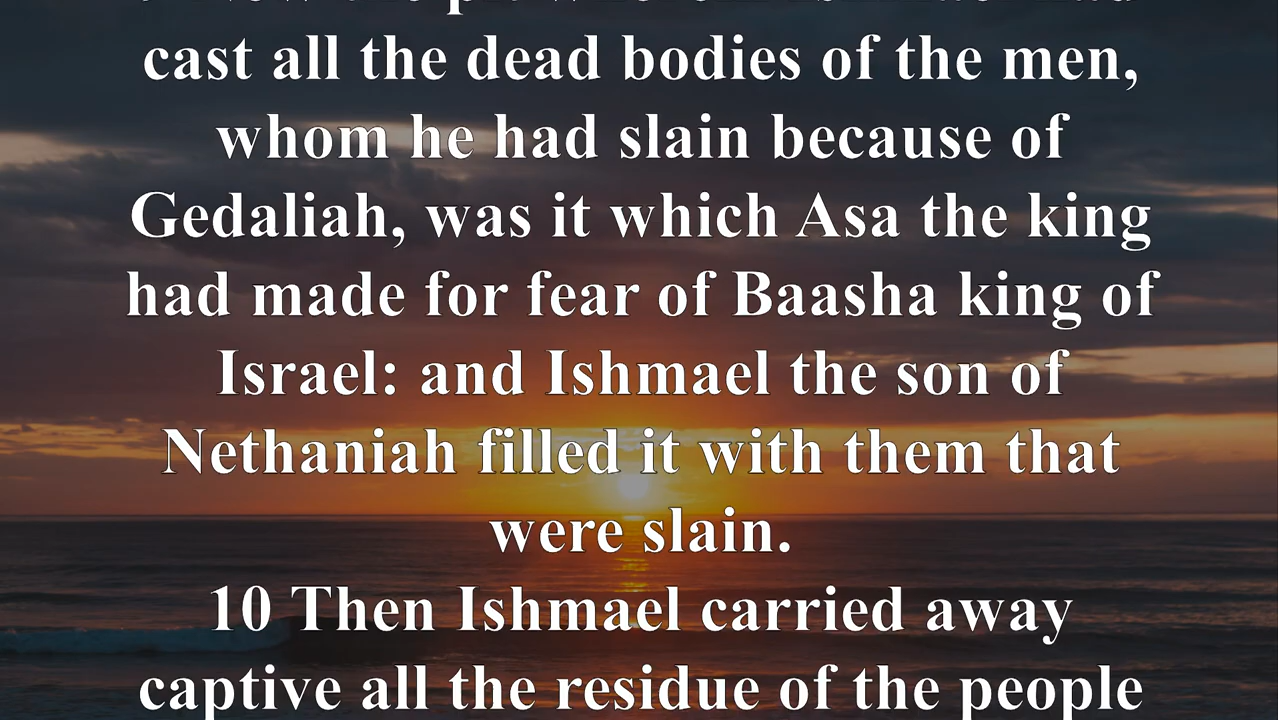 cast all the dead bodies of the men,
whom he had slain because of
Gedaliah, was it which Asa the king
had made for fear of Baasha king of
Israel: and Ishmael the son of
Nethaniah filled it with them that
were slain.
10 Then Ishmael carried away
captive all the residue of the people